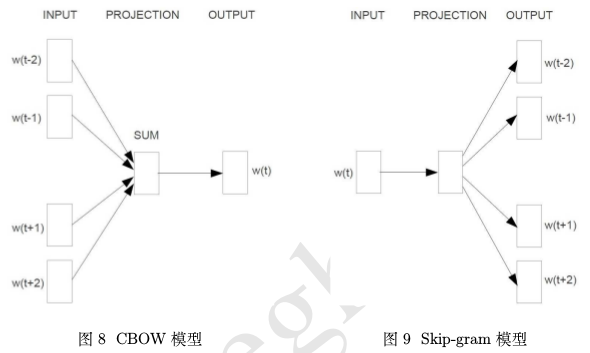 INPUT PROJECTION OUTPUT
w(t-2)
w(t-1)
SUM
w(t)
w(t+1)
w(t+2)
图 8 CBOW 模型
INPUT PROJECTION OUTPUT
w(t-2)
w(t-1)
w(t)
w(t+1)
w(t+2)
图 9 Skip-gram 模型